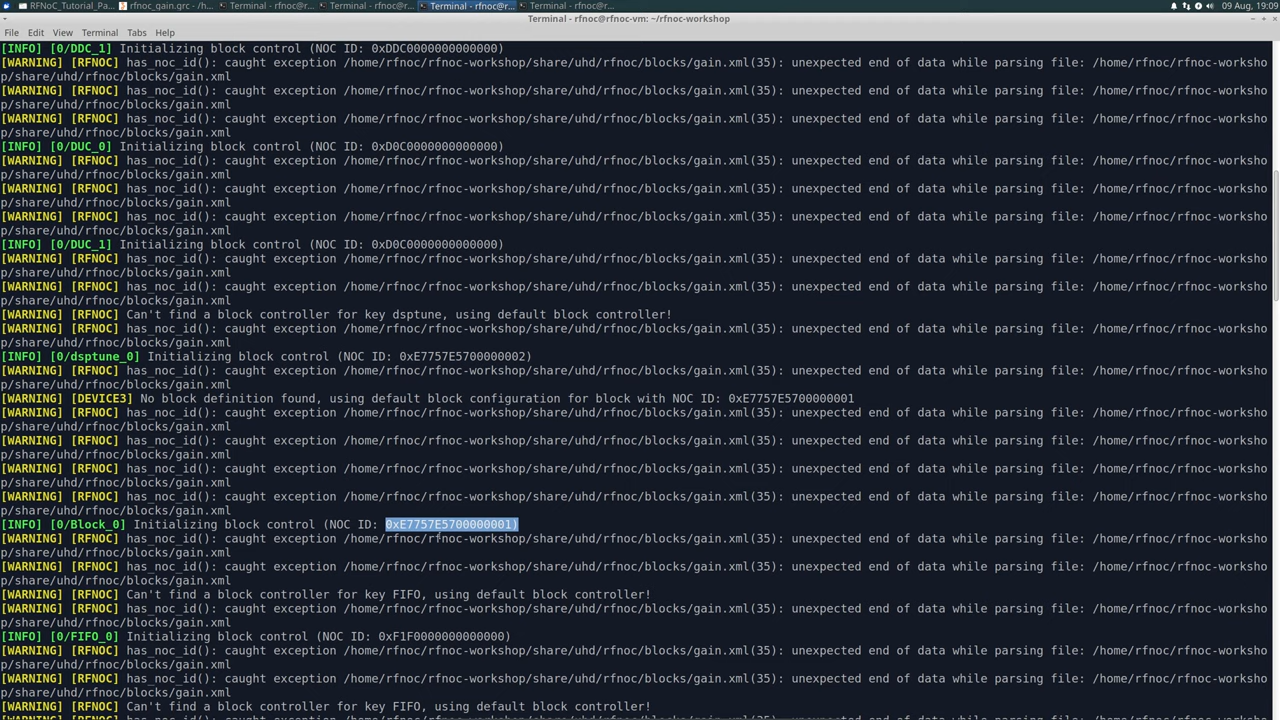 RFNoC_Tutorial_Pa... rfnoc_gain.grc - /h... Terminal - rfnoc@r... Terminal - rfnoc@r... Terminal - rfnoc@r... Terminal - rfnoc@r... 09 Aug, 19:09
Terminal - rfnoc@rfnoc-vm: ~/rfnoc-workshop
File Edit View Terminal Tabs Help
[INFO] [0/DDC_1] Initializing block control (NOC ID: 0xDDC0000000000000)
[WARNING] [RFNOC] has_noc_id(): caught exception /home/rfnoc/rfnoc-workshop/share/uhd/rfnoc/blocks/gain.xml(35): unexpected end of data while parsing file: /home/rfnoc/rfnoc-worksho
p/share/uhd/rfnoc/blocks/gain.xml
[WARNING] [RFNOC] has_noc_id(): caught exception /home/rfnoc/rfnoc-workshop/share/uhd/rfnoc/blocks/gain.xml(35): unexpected end of data while parsing file: /home/rfnoc/rfnoc-worksho
p/share/uhd/rfnoc/blocks/gain.xml
[WARNING] [RFNOC] has_noc_id(): caught exception /home/rfnoc/rfnoc-workshop/share/uhd/rfnoc/blocks/gain.xml(35): unexpected end of data while parsing file: /home/rfnoc/rfnoc-worksho
p/share/uhd/rfnoc/blocks/gain.xml
[INFO] [0/DUC_0] Initializing block control (NOC ID: 0xD0C0000000000000)
[WARNING] [RFNOC] has_noc_id(): caught exception /home/rfnoc/rfnoc-workshop/share/uhd/rfnoc/blocks/gain.xml(35): unexpected end of data while parsing file: /home/rfnoc/rfnoc-worksho
p/share/uhd/rfnoc/blocks/gain.xml
[WARNING] [RFNOC] has_noc_id(): caught exception /home/rfnoc/rfnoc-workshop/share/uhd/rfnoc/blocks/gain.xml(35): unexpected end of data while parsing file: /home/rfnoc/rfnoc-worksho
p/share/uhd/rfnoc/blocks/gain.xml
[WARNING] [RFNOC] has_noc_id(): caught exception /home/rfnoc/rfnoc-workshop/share/uhd/rfnoc/blocks/gain.xml(35): unexpected end of data while parsing file: /home/rfnoc/rfnoc-worksho
p/share/uhd/rfnoc/blocks/gain.xml
[INFO] [0/DUC_1] Initializing block control (NOC ID: 0xD0C0000000000000)
[WARNING] [RFNOC] has_noc_id(): caught exception /home/rfnoc/rfnoc-workshop/share/uhd/rfnoc/blocks/gain.xml(35): unexpected end of data while parsing file: /home/rfnoc/rfnoc-worksho
p/share/uhd/rfnoc/blocks/gain.xml
[WARNING] [RFNOC] has_noc_id(): caught exception /home/rfnoc/rfnoc-workshop/share/uhd/rfnoc/blocks/gain.xml(35): unexpected end of data while parsing file: /home/rfnoc/rfnoc-worksho
p/share/uhd/rfnoc/blocks/gain.xml
[WARNING] [RFNOC] Can't find a block controller for key dsptune, using default block controller!
[WARNING] [RFNOC] has_noc_id(): caught exception /home/rfnoc/rfnoc-workshop/share/uhd/rfnoc/blocks/gain.xml(35): unexpected end of data while parsing file: /home/rfnoc/rfnoc-worksho
p/share/uhd/rfnoc/blocks/gain.xml
[INFO] [0/dsptune_0] Initializing block control (NOC ID: 0xE7757E5700000002)
[WARNING] [RFNOC] has_noc_id(): caught exception /home/rfnoc/rfnoc-workshop/share/uhd/rfnoc/blocks/gain.xml(35): unexpected end of data while parsing file: /home/rfnoc/rfnoc-worksho
p/share/uhd/rfnoc/blocks/gain.xml
[WARNING] [DEVICE3] No block definition found, using default block configuration for block with NOC ID: 0xE7757E5700000001
[WARNING] [RFNOC] has_noc_id(): caught exception /home/rfnoc/rfnoc-workshop/share/uhd/rfnoc/blocks/gain.xml(35): unexpected end of data while parsing file: /home/rfnoc/rfnoc-worksho
p/share/uhd/rfnoc/blocks/gain.xml
[WARNING] [RFNOC] has_noc_id(): caught exception /home/rfnoc/rfnoc-workshop/share/uhd/rfnoc/blocks/gain.xml(35): unexpected end of data while parsing file: /home/rfnoc/rfnoc-worksho
p/share/uhd/rfnoc/blocks/gain.xml
[WARNING] [RFNOC] has_noc_id(): caught exception /home/rfnoc/rfnoc-workshop/share/uhd/rfnoc/blocks/gain.xml(35): unexpected end of data while parsing file: /home/rfnoc/rfnoc-worksho
p/share/uhd/rfnoc/blocks/gain.xml
[WARNING] [RFNOC] has_noc_id(): caught exception /home/rfnoc/rfnoc-workshop/share/uhd/rfnoc/blocks/gain.xml(35): unexpected end of data while parsing file: /home/rfnoc/rfnoc-worksho
p/share/uhd/rfnoc/blocks/gain.xml
[INFO] [0/Block_0] Initializing block control (NOC ID: 0xE7757E5700000001)
[WARNING] [RFNOC] has_noc_id(): caught exception /home/rfnoc/rfnoc-workshop/share/uhd/rfnoc/blocks/gain.xml(35): unexpected end of data while parsing file: /home/rfnoc/rfnoc-worksho
p/share/uhd/rfnoc/blocks/gain.xml
[WARNING] [RFNOC] has_noc_id(): caught exception /home/rfnoc/rfnoc-workshop/share/uhd/rfnoc/blocks/gain.xml(35): unexpected end of data while parsing file: /home/rfnoc/rfnoc-worksho
p/share/uhd/rfnoc/blocks/gain.xml
[WARNING] [RFNOC] Can't find a block controller for key FIFO, using default block controller!
[WARNING] [RFNOC] has_noc_id(): caught exception /home/rfnoc/rfnoc-workshop/share/uhd/rfnoc/blocks/gain.xml(35): unexpected end of data while parsing file: /home/rfnoc/rfnoc-worksho
p/share/uhd/rfnoc/blocks/gain.xml
[INFO] [0/FIFO_0] Initializing block control (NOC ID: 0xF1F0000000000000)
[WARNING] [RFNOC] has_noc_id(): caught exception /home/rfnoc/rfnoc-workshop/share/uhd/rfnoc/blocks/gain.xml(35): unexpected end of data while parsing file: /home/rfnoc/rfnoc-worksho
p/share/uhd/rfnoc/blocks/gain.xml
[WARNING] [RFNOC] has_noc_id(): caught exception /home/rfnoc/rfnoc-workshop/share/uhd/rfnoc/blocks/gain.xml(35): unexpected end of data while parsing file: /home/rfnoc/rfnoc-worksho
p/share/uhd/rfnoc/blocks/gain.xml
[WARNING] [RFNOC] Can't find a block controller for key FIFO, using default block controller!